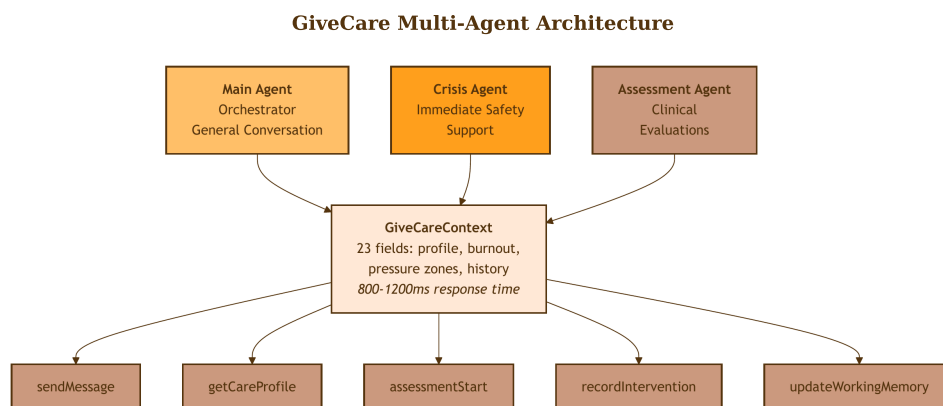 GiveCare Multi-Agent Architecture
Main Agent
Orchestrator
General Conversation
Crisis Agent
Immediate Safety
Support
Assessment Agent
Clinical
Evaluations
GiveCareContext
23 fields: profile, burnout,
pressure zones, history
800-1200ms response time
sendMessage
getCareProfile
assessmentStart
recordIntervention
updateWorkingMemory